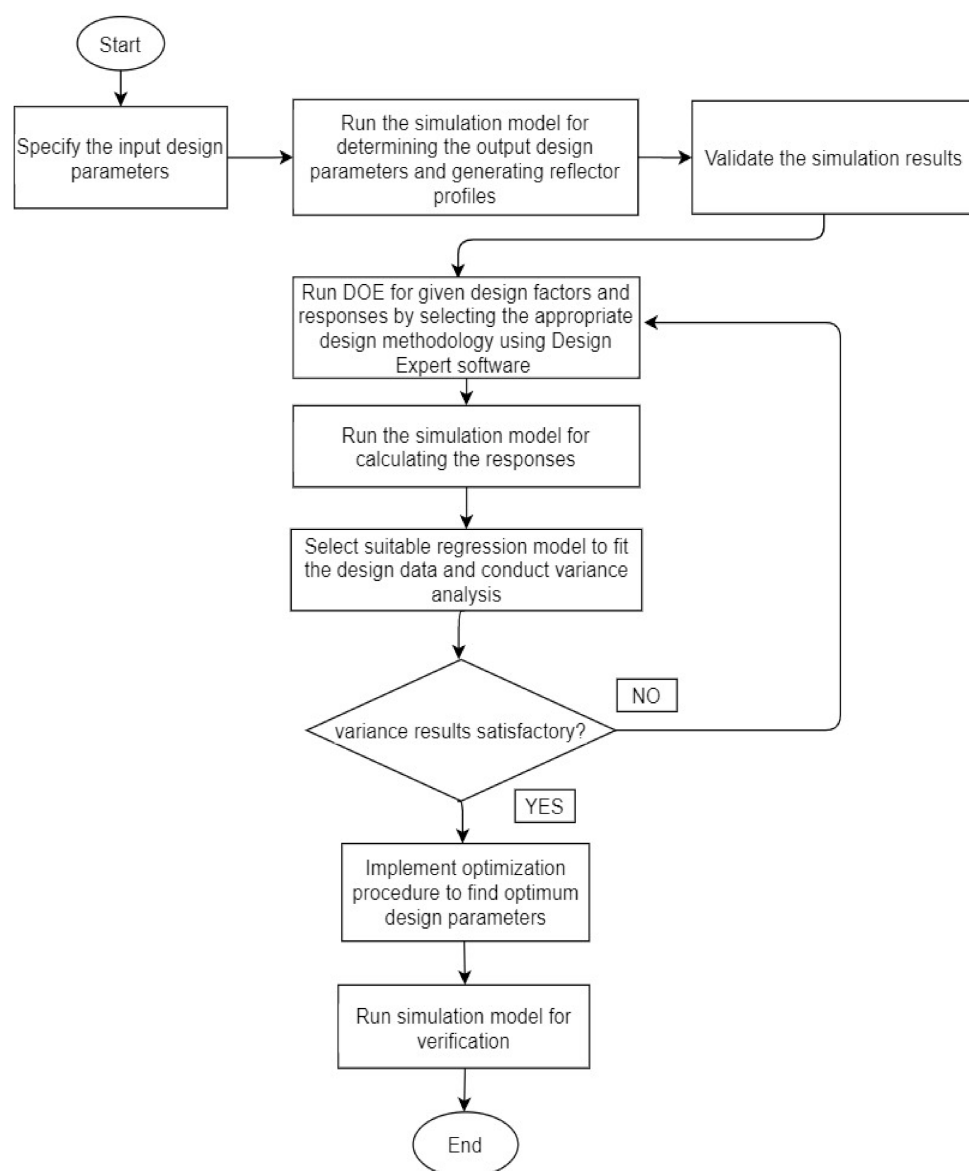 Start
Specify the input design
parameters
Run the simulation model for
determining the output design
parameters and generating reflector
profiles
Validate the simulation results
Run DOE for given design factors and
responses by selecting the appropriate
design methodology using Design
Expert software
Run the simulation model for
calculating the responses
Select suitable regression model to fit
the design data and conduct variance
analysis
variance results satisfactory?
NO
YES
Implement optimization
procedure to find optimum
design parameters
Run simulation model for
verification
End